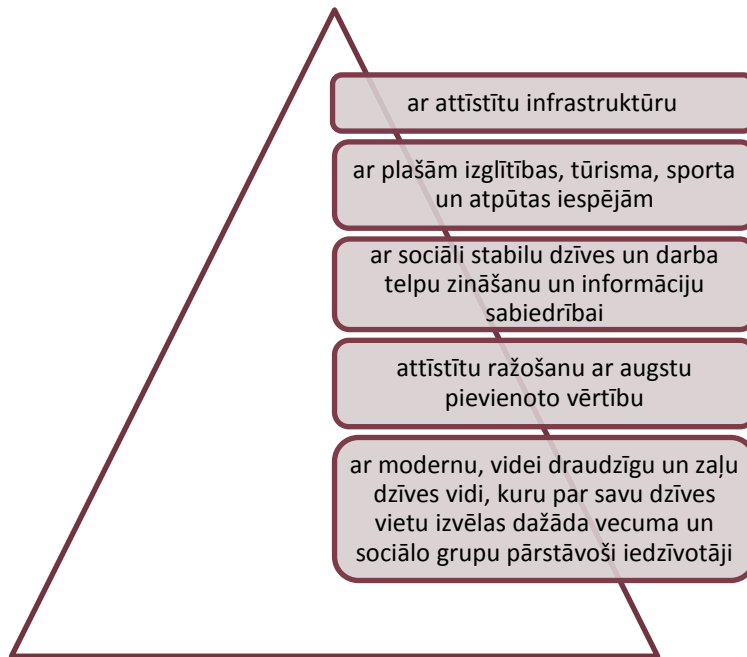 ar attīstītu infrastruktūru
ar plašām izglītības, tūrisma, sporta
un atpūtas iespējām
ar sociāli stabilu dzīves un darba
telpu zināšanu un informāciju
sabiedrībai
attīstītu ražošanu ar augstu
pievienoto vērtību
ar modernu, videi draudzīgu un zaļu
dzīves vidi, kuru par savu dzīves
vietu izvēlas dažāda vecuma un
sociālo grupu pārstāvoši iedzīvotāji